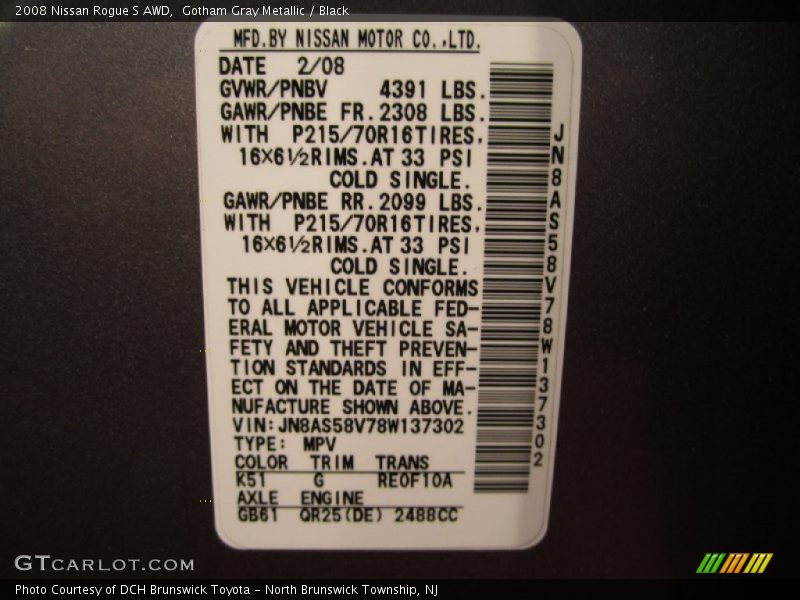 2008 Nissan Rogue S AWD,  Gotham Gray Metallic / Black
MFD.BY NISSAN MOTOR CO.,LTD.
DATE 2/08
GVWR/PNBV 4391 LBS.
GAWR/PNBE FR.2308 LBS.
WITH P215/70R16TIRES,
16X6½RIMS.AT 33 PSI
COLD SINGLE.
GAWR/PNBE RR.2099 LBS.
WITH P215/70R16TIRES,
16X6½RIMS.AT 33 PSI
COLD SINGLE.
THIS VEHICLE CONFORMS
TO ALL APPLICABLE FED-
ERAL MOTOR VEHICLE SA-
FETY AND THEFT PREVEN-
TION STANDARDS IN EFF-
ECT ON THE DATE OF MA-
NUFACTURE SHOWN ABOVE.
VIN:JN8AS58V78W137302
TYPE: MPV
COLOR TRIM TRANS
K51 G RE0F10A
AXLE ENGINE
GB61 QR25(DE) 2488CC
JN8AS58V78W137302
GTCARLOT.COM
Photo Courtesy of DCH Brunswick Toyota – North Brunswick Township, NJ